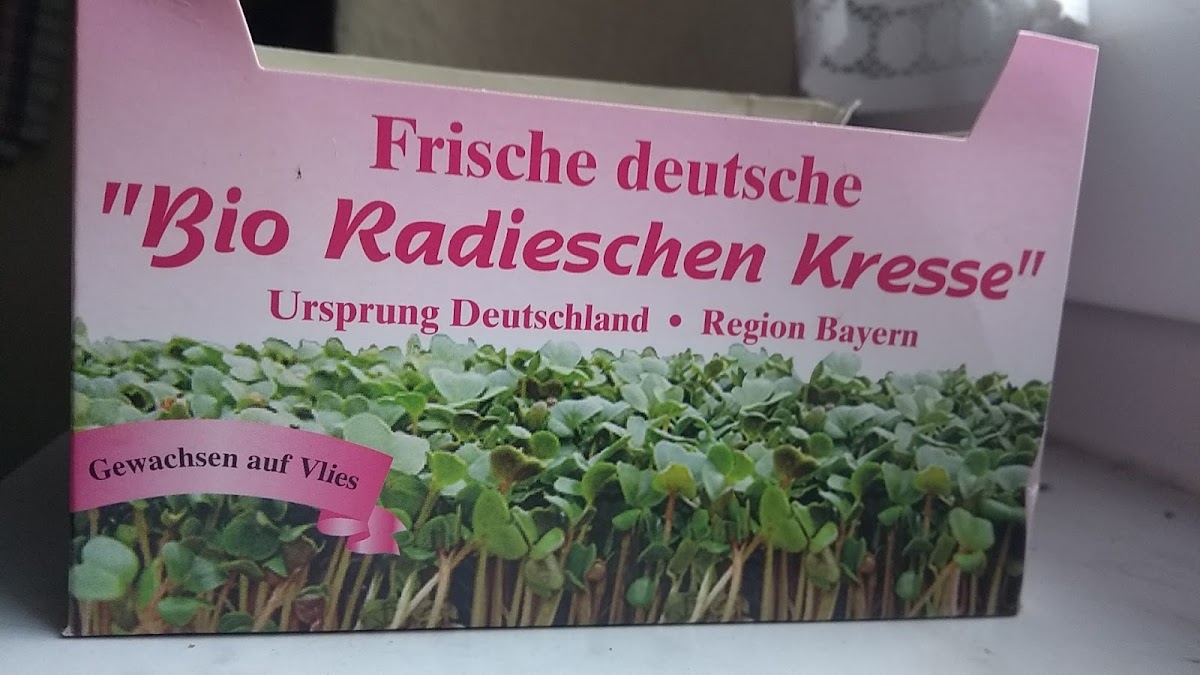 Frische deutsche
"Bio Radieschen Kresse"
Ursprung Deutschland • Region Bayern
Gewachsen auf Vlies